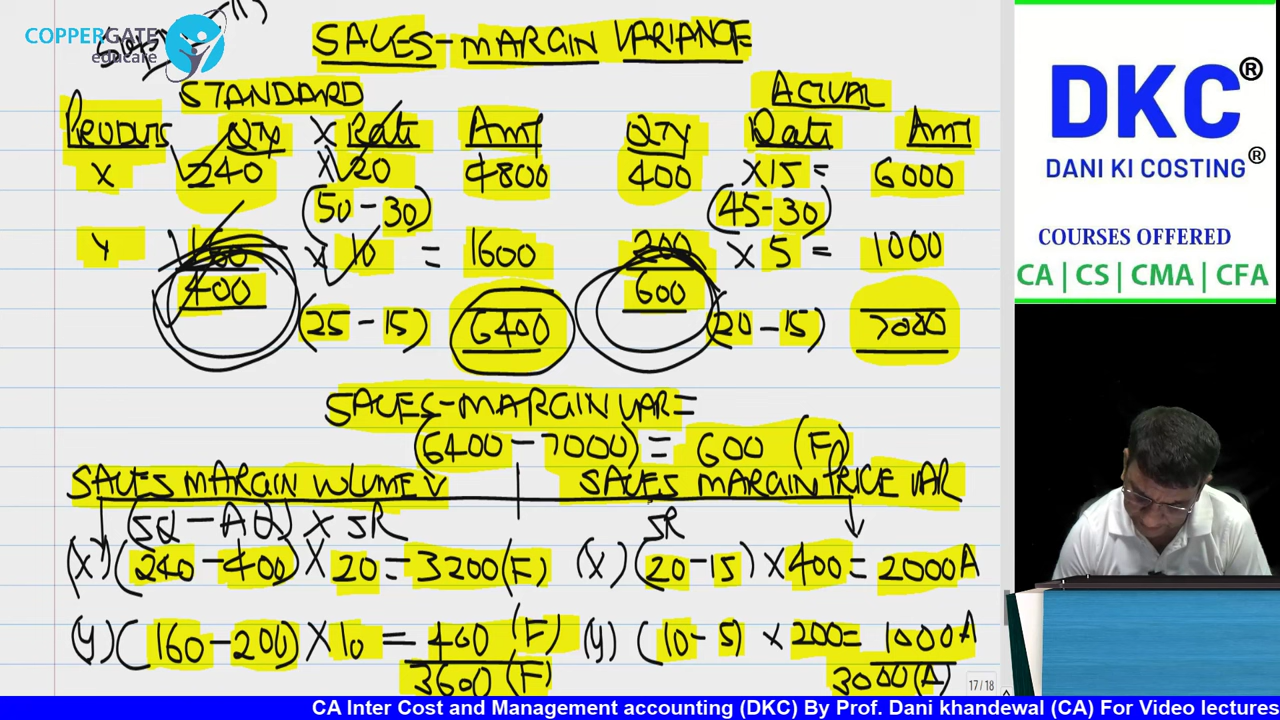 COPPERGATE
educate
SALES-MARGIN VARIANCE
STANDARD ACTUAL
PRODUTS QTY X Rate AMT QTY Rate AMT
X 240 X 20 4800 400 X15 = 6000
(50-30) (45-30)
Y 160 X 10 = 1600 200 X 5 = 1000
400 600
(25-15) 6400 (20-15) 7000
SALES-MARGIN VAR =
(6400-7000) = 600 (F)
SALES MARGIN VOLUME V SALES MARGIN PRICE VAR
(SQ - AQ) X SR SR
(X) (240-400) X 20 = 3200 (F) (X) (20-15) X 400 = 2000 A
(Y) (160-200) X 10 = 400 (F) (Y) (10-5) X 200 = 1000 A
3600 (F) 3000 (A)
17/18
DKC®
DANI KI COSTING®
COURSES OFFERED
CA | CS | CMA | CFA
CA Inter Cost and Management accounting (DKC) By Prof. Dani khandewal (CA) For Video lectures